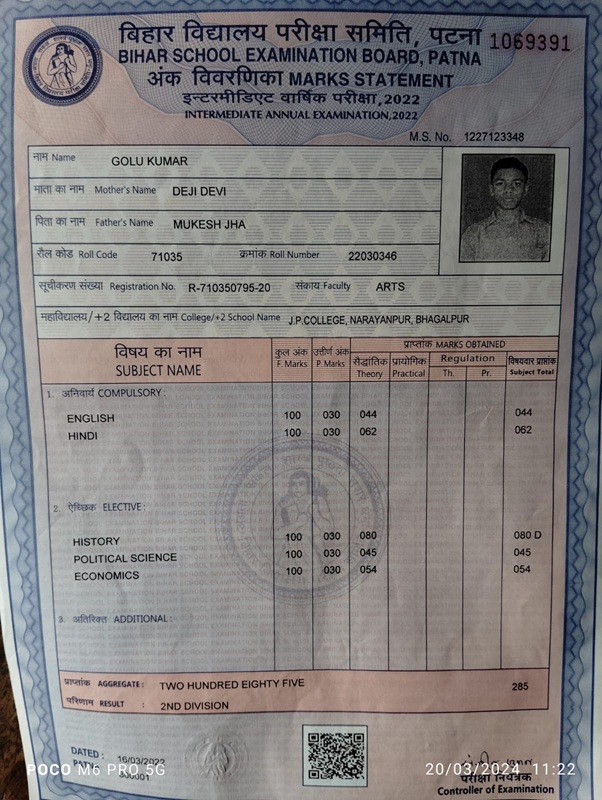 बिहार विद्यालय परीक्षा समिति, पटना
1069391
BIHAR SCHOOL EXAMINATION BOARD, PATNA
अंक विवरणिका MARKS STATEMENT
इन्टरमीडिएट वार्षिक परीक्षा,2022
INTERMEDIATE ANNUAL EXAMINATION,2022
M.S. No. 1227123348
नाम Name GOLU KUMAR
माता का नाम Mother's Name DEJI DEVI
पिता का नाम Father's Name MUKESH JHA
रौल कोड Roll Code 71035 क्रमांक Roll Number 22030346
सूचीकरण संख्या Registration No. R-710350795-20 संकाय Faculty ARTS
महाविद्यालय/+2 विद्यालय का नाम College/+2 School Name J.P.COLLEGE, NARAYANPUR, BHAGALPUR
विषय का नाम SUBJECT NAME
कुल अंक F. Marks
उत्तीर्ण अंक P. Marks
प्राप्तांक MARKS OBTAINED
सैद्धांतिक Theory
प्रायोगिक Practical
Regulation
Th. Pr.
विषयवार प्राप्तांक Subject Total
1. अनिवार्य COMPULSORY:
ENGLISH 100 030 044 044
HINDI 100 030 062 062
2. ऐच्छिक ELECTIVE:
HISTORY 100 030 080 080 D
POLITICAL SCIENCE 100 030 045 045
ECONOMICS 100 030 054 054
3. अतिरिक्त ADDITIONAL:
प्राप्तांक AGGREGATE: TWO HUNDRED EIGHTY FIVE 285
परिणाम RESULT: 2ND DIVISION
DATED: 16/03/2022
POCO M6 PRO 5G
20/03/2024 11:22
परीक्षा नियंत्रक
Controller of Examination